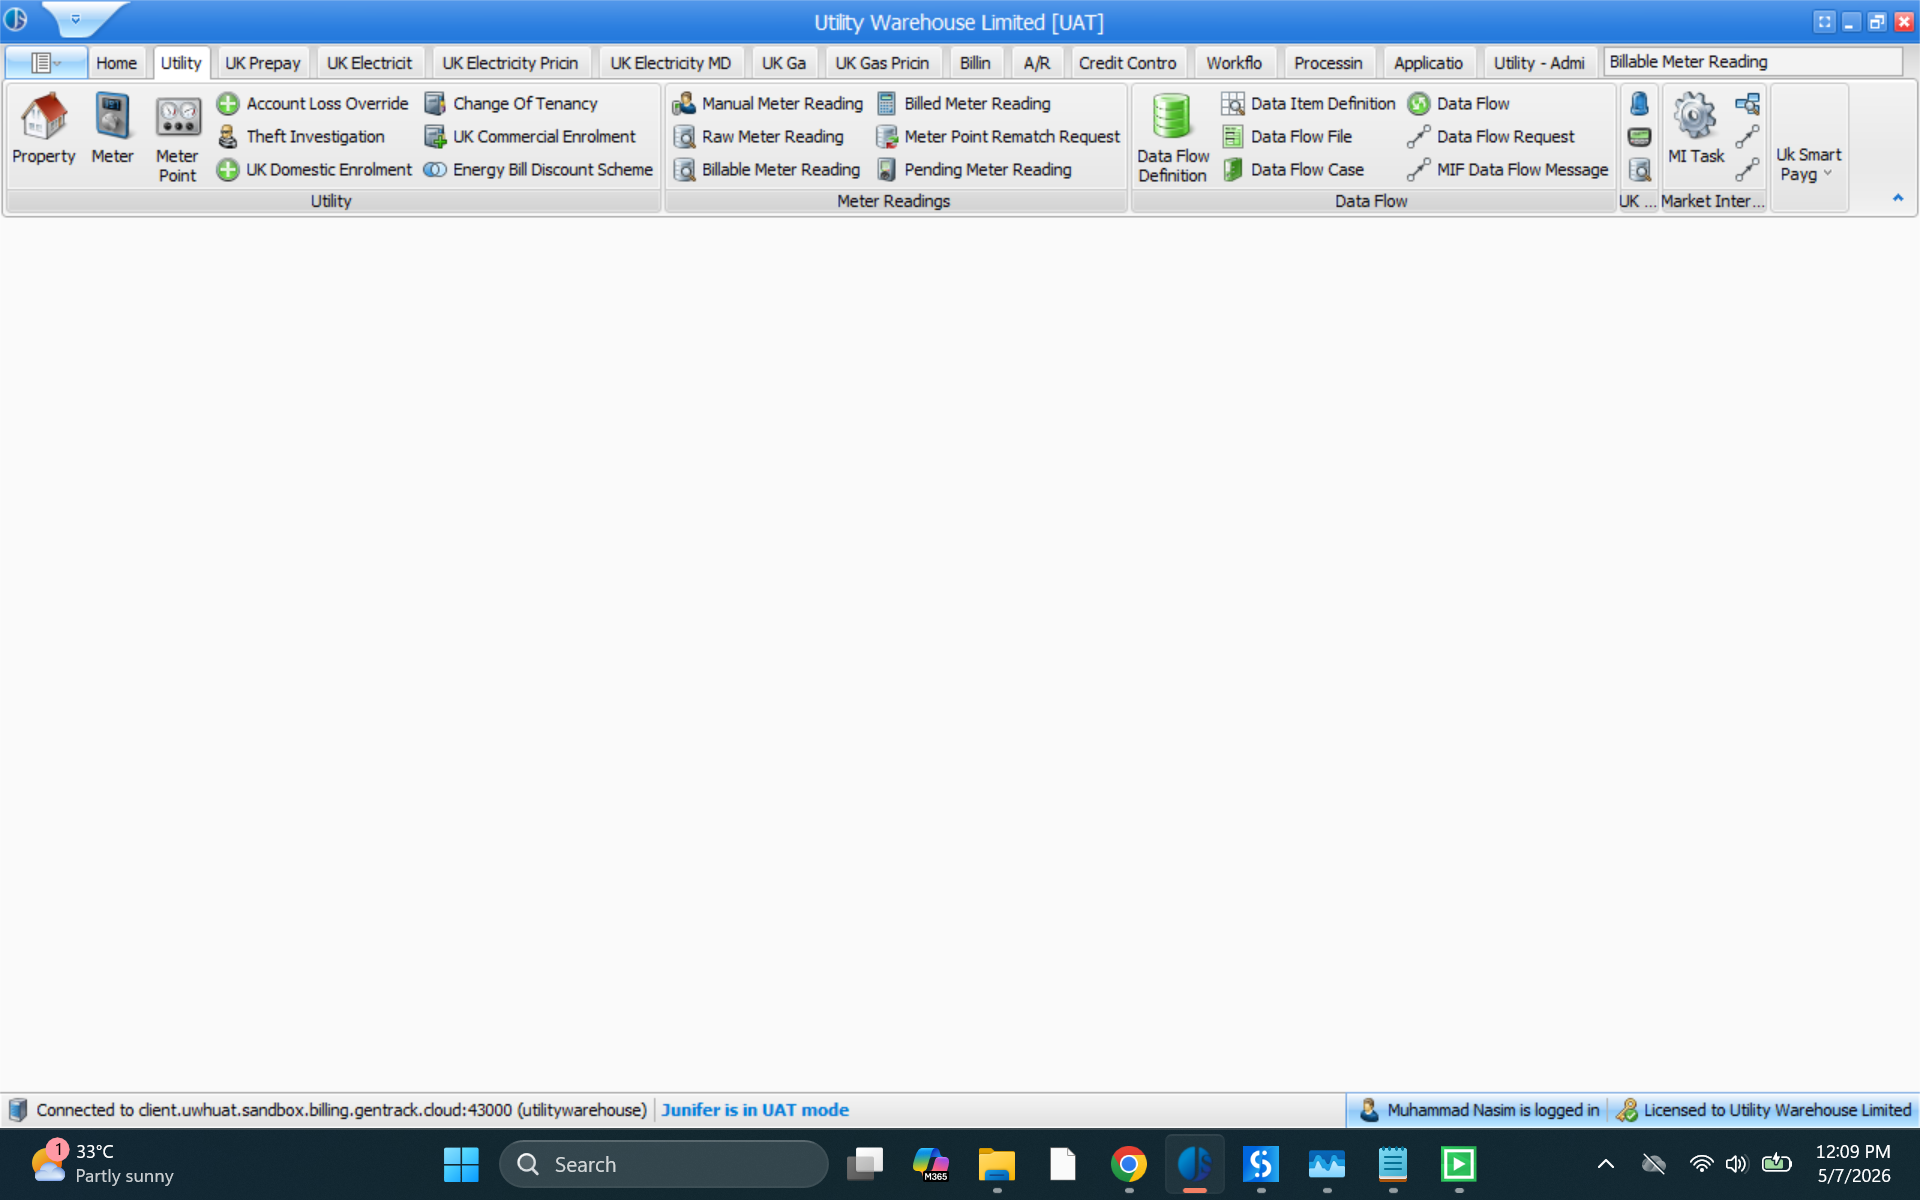 Utility Warehouse Limited [UAT]
Home Utility UK Prepay UK Electricit UK Electricity Pricin UK Electricity MD UK Ga UK Gas Pricin Billin A/R Credit Contro Workflo Processin Applicatio Utility - Admi Billable Meter Reading
Property
Meter
Meter
Point
Account Loss Override
Theft Investigation
UK Domestic Enrolment
Change Of Tenancy
UK Commercial Enrolment
Energy Bill Discount Scheme
Utility
Manual Meter Reading
Raw Meter Reading
Billable Meter Reading
Billed Meter Reading
Meter Point Rematch Request
Pending Meter Reading
Meter Readings
Data Flow
Definition
Data Item Definition
Data Flow File
Data Flow Case
Data Flow
Data Flow Request
MIF Data Flow Message
Data Flow
UK ...
MI Task
Market Inter...
Uk Smart
Payg
Connected to client.uwhuat.sandbox.billing.gentrack.cloud:43000 (utilitywarehouse) Junifer is in UAT mode
Muhammad Nasim is logged in Licensed to Utility Warehouse Limited
1
33°C
Partly sunny
Search
M365
12:09 PM
5/7/2026